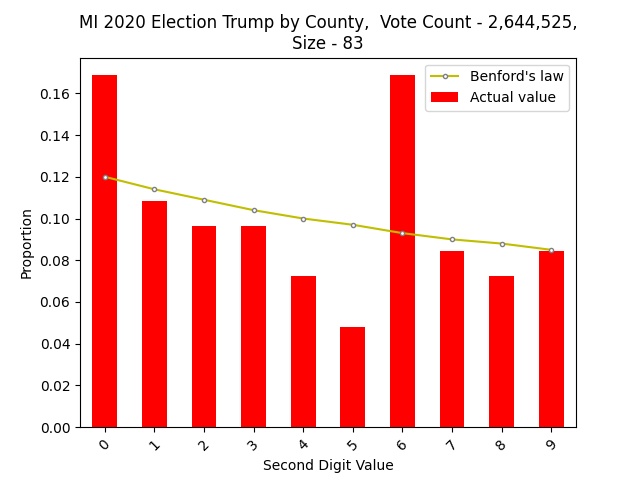 MI 2020 Election Trump by County,  Vote Count - 2,644,525,
Size - 83
Benford's law
Actual value
Proportion
0.16
0.14
0.12
0.10
0.08
0.06
0.04
0.02
0.00
0 1 2 3 4 5 6 7 8 9
Second Digit Value